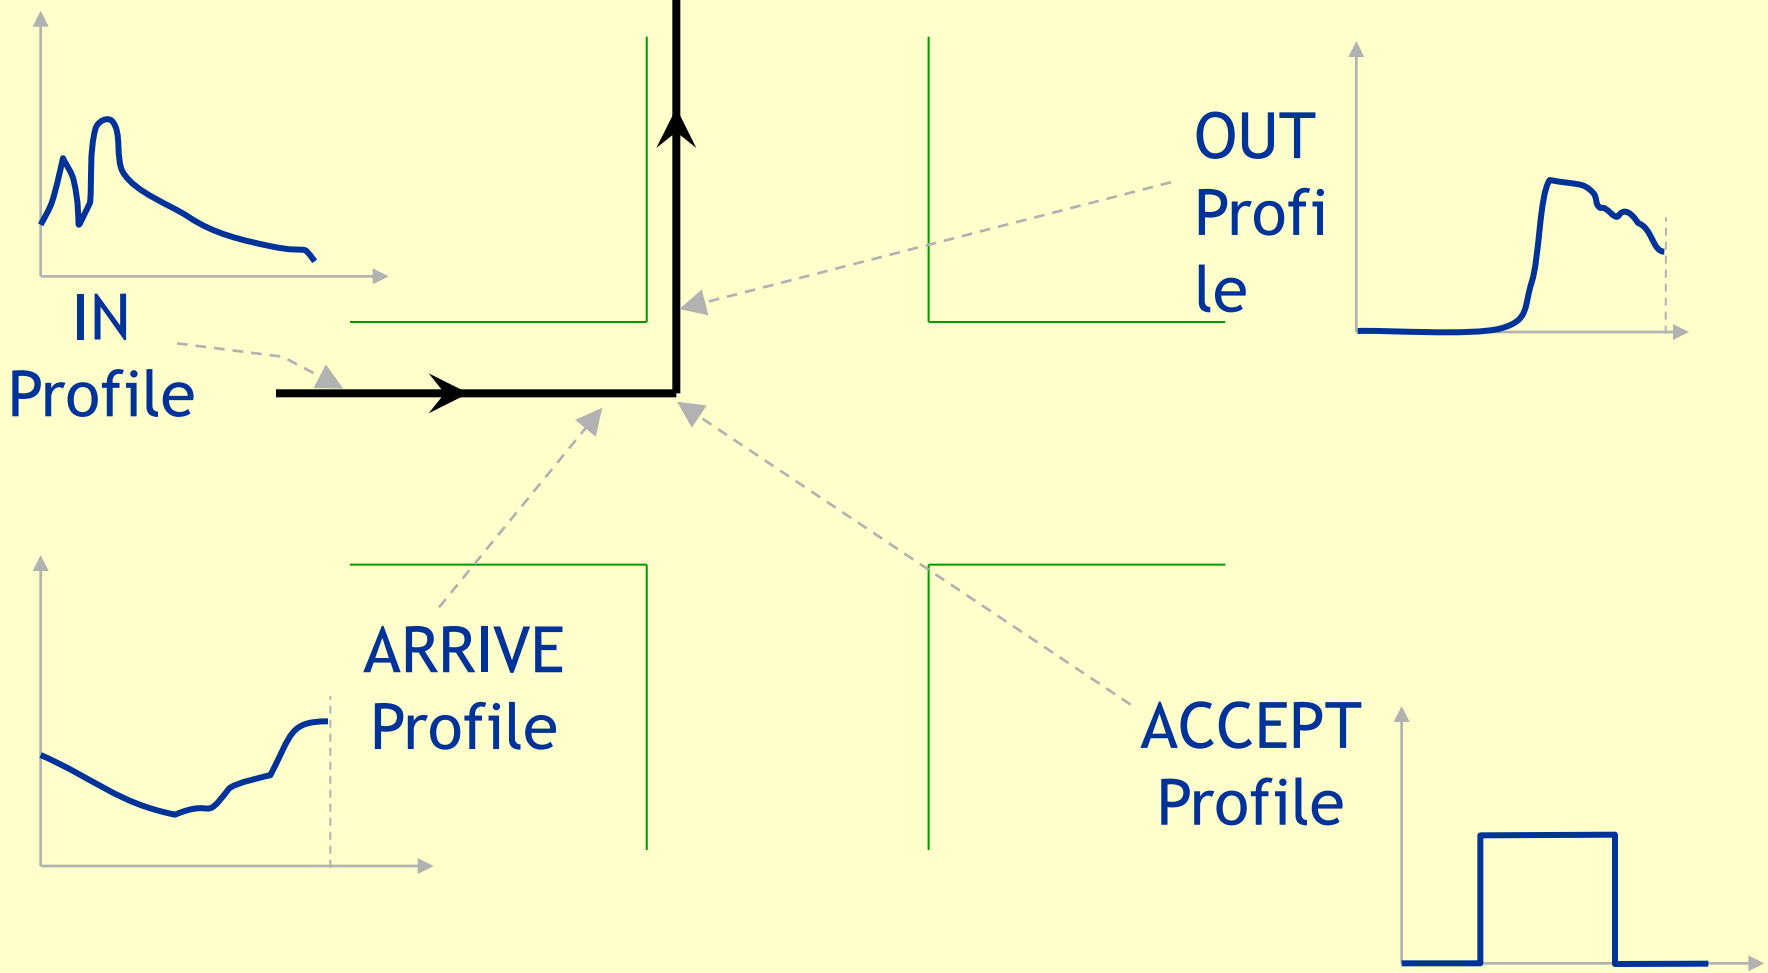 OUT
Profi
le
IN
Profile
ARRIVE
Profile
ACCEPT
Profile